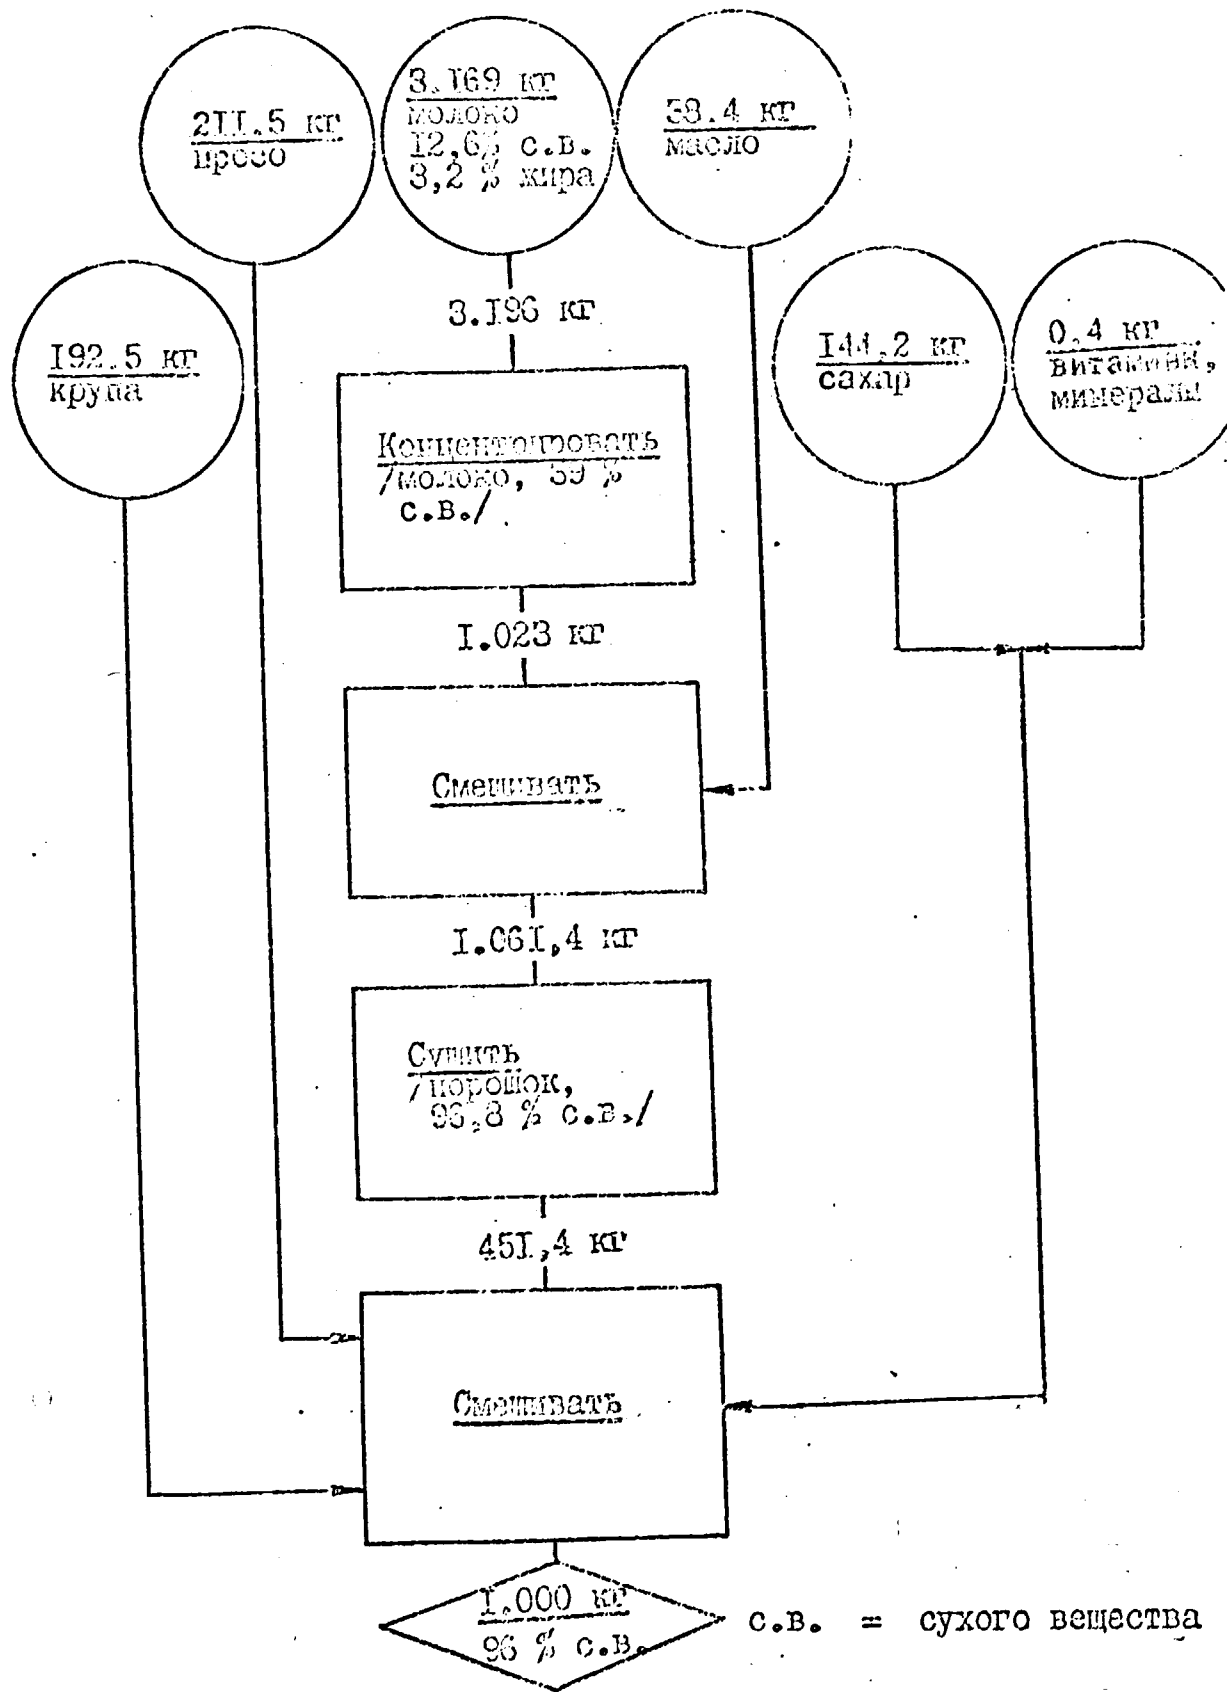 211.5 кг
просо
3.169 кг
молоко
12,6% с.в.
3,2 % жира
38.4 кг
масло
3.196 кг
192.5 кг
крупа
144,2 кг
сахар
0,4 кг
витамины,
минералы
Концентрировать
/молоко, 39 %
с.в./
1.023 кг
Смешивать
1.061,4 кг
Сушить
/порошок,
96,8 % с.в./
451,4 кг
Смешивать
1.000 кг
96 % с.в.
с.в. = сухого вещества